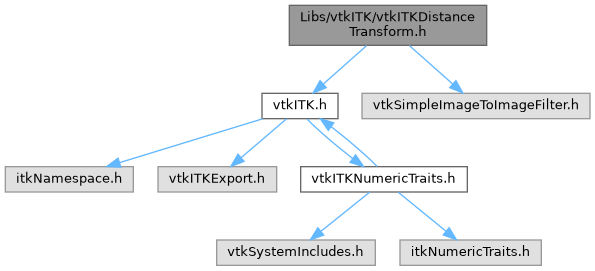 Libs/vtkITK/vtkITKDistance
Transform.h
vtkITK.h
vtkSimpleImageToImageFilter.h
itkNamespace.h
vtkITKExport.h
vtkITKNumericTraits.h
vtkSystemIncludes.h
itkNumericTraits.h